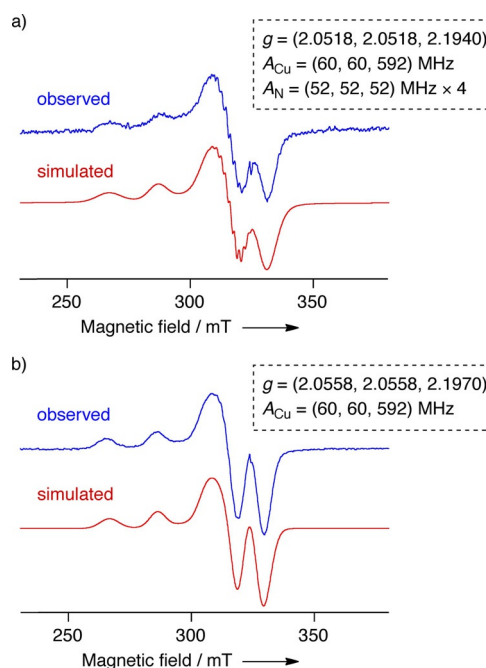 a)
g = (2.0518, 2.0518, 2.1940)
A_Cu = (60, 60, 592) MHz
A_N = (52, 52, 52) MHz × 4
observed
simulated
250 300 350
Magnetic field / mT
b)
g = (2.0558, 2.0558, 2.1970)
A_Cu = (60, 60, 592) MHz
observed
simulated
250 300 350
Magnetic field / mT